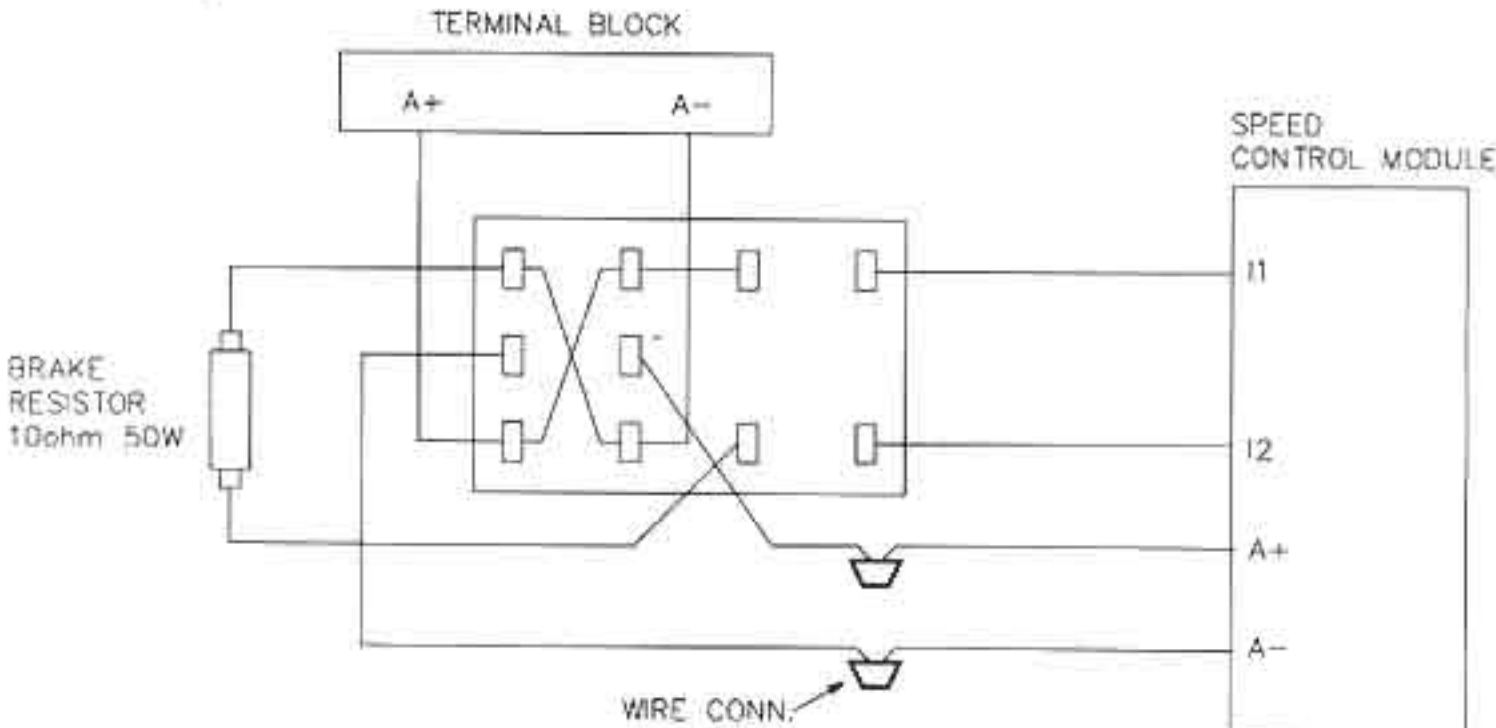 TERMINAL BLOCK
A+ A-
SPEED
CONTROL MODULE
I1
BRAKE
RESISTOR
10ohm 50W
I2
A+
A-
WIRE CONN.